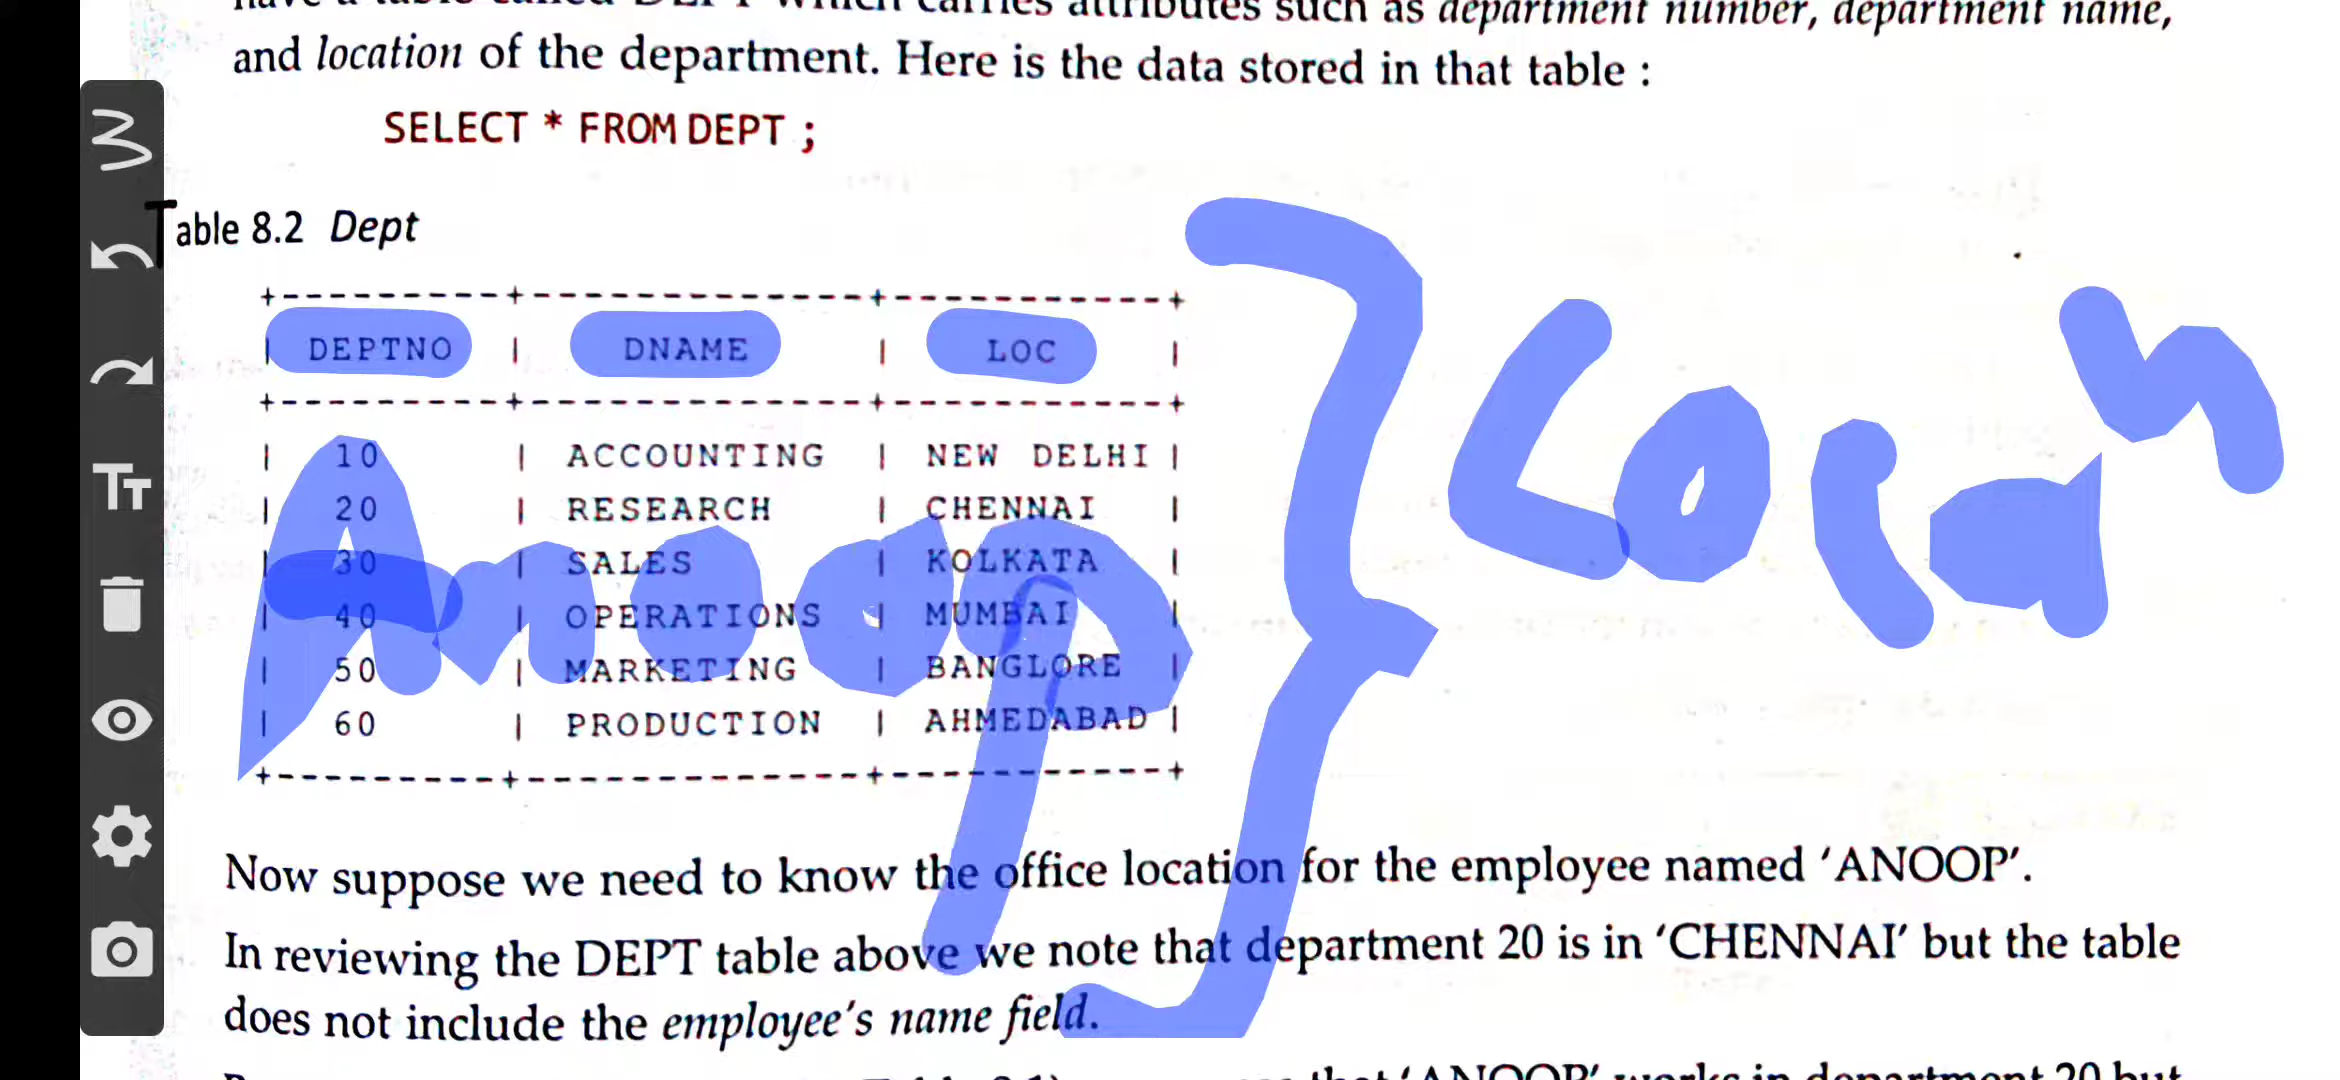 and location of the department. Here is the data stored in that table :
SELECT * FROM DEPT ;
Table 8.2 Dept
+----------+--------------+-----------+
| DEPTNO | DNAME | LOC |
+----------+--------------+-----------+
| 10 | ACCOUNTING | NEW DELHI |
| 20 | RESEARCH | CHENNAI |
| 30 | SALES | KOLKATA |
| 40 | OPERATIONS | MUMBAI |
| 50 | MARKETING | BANGLORE |
| 60 | PRODUCTION | AHMEDABAD |
+----------+--------------+-----------+
Anoop
Now suppose we need to know the office location for the employee named 'ANOOP'.
In reviewing the DEPT table above we note that department 20 is in 'CHENNAI' but the table
does not include the employee's name field.